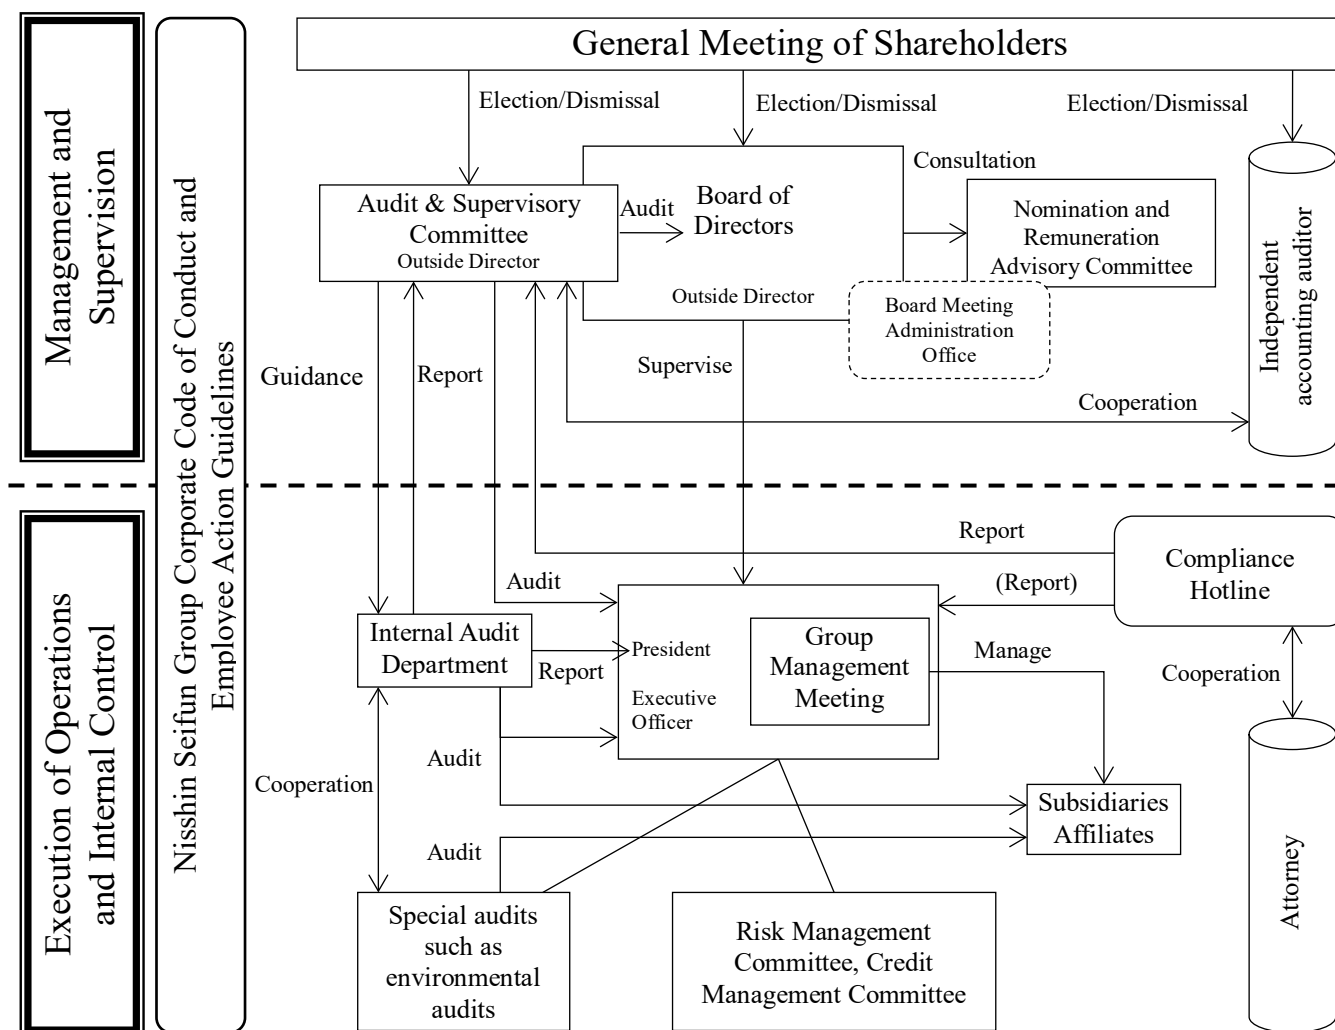 General Meeting of Shareholders
Management and
Supervision
Nisshin Seifun Group Corporate Code of Conduct and
Employee Action Guidelines
Election/Dismissal
Election/Dismissal
Election/Dismissal
Audit & Supervisory
Committee
Outside Director
Audit
Board of
Directors
Outside Director
Consultation
Nomination and
Remuneration
Advisory Committee
Board Meeting
Administration
Office
Independent
accounting auditor
Guidance
Report
Supervise
Cooperation
Execution of Operations
and Internal Control
Report
Compliance
Hotline
(Report)
Audit
Internal Audit
Department
Report
President
Executive
Officer
Group
Management
Meeting
Manage
Cooperation
Cooperation
Audit
Subsidiaries
Affiliates
Audit
Attorney
Special audits
such as
environmental
audits
Risk Management
Committee, Credit
Management Committee